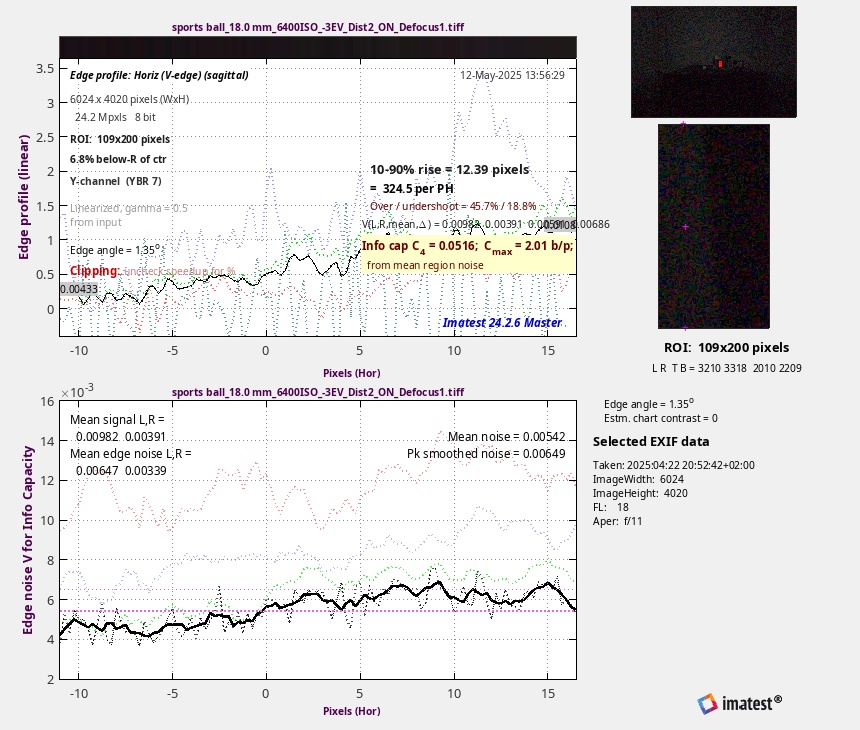 sports ball_18.0 mm_6400ISO_-3EV_Dist2_ON_Defocus1.tiff
Edge profile: Horiz (V-edge) (sagittal)
12-May-2025 13:56:29
6024 x 4020 pixels (WxH)
24.2 Mpxls 8 bit
ROI: 109x200 pixels
6.8% below-R of ctr
Y-channel (YBR 7)
10-90% rise = 12.39 pixels
= 324.5 per PH
Over / undershoot = 45.7% / 18.8%
Linearized, gamma = 0.5
from input
V(L,R,mean,Δ) = 0.00982 0.00391 0.00686
Edge angle = 1.35°
Info cap C4 = 0.0516; Cmax = 2.01 b/p;
from mean region noise
Clipping: uncheck speedup for %
0.00433
Imatest 24.2.6 Master
3.5
3
2.5
2
1.5
1
0.5
0
Edge profile (linear)
-10 -5 0 5 10 15
Pixels (Hor)
sports ball_18.0 mm_6400ISO_-3EV_Dist2_ON_Defocus1.tiff
×10-3
Mean signal L,R =
0.00982 0.00391
Mean edge noise L,R =
0.00647 0.00339
Mean noise = 0.00542
Pk smoothed noise = 0.00649
16
14
12
10
8
6
4
2
Edge noise V for Info Capacity
-10 -5 0 5 10 15
Pixels (Hor)
ROI: 109x200 pixels
L R T B = 3210 3318 2010 2209
Edge angle = 1.35°
Estm. chart contrast = 0
Selected EXIF data
Taken: 2025:04:22 20:52:42+02:00
ImageWidth: 6024
ImageHeight: 4020
FL: 18
Aper: f/11
imatest®